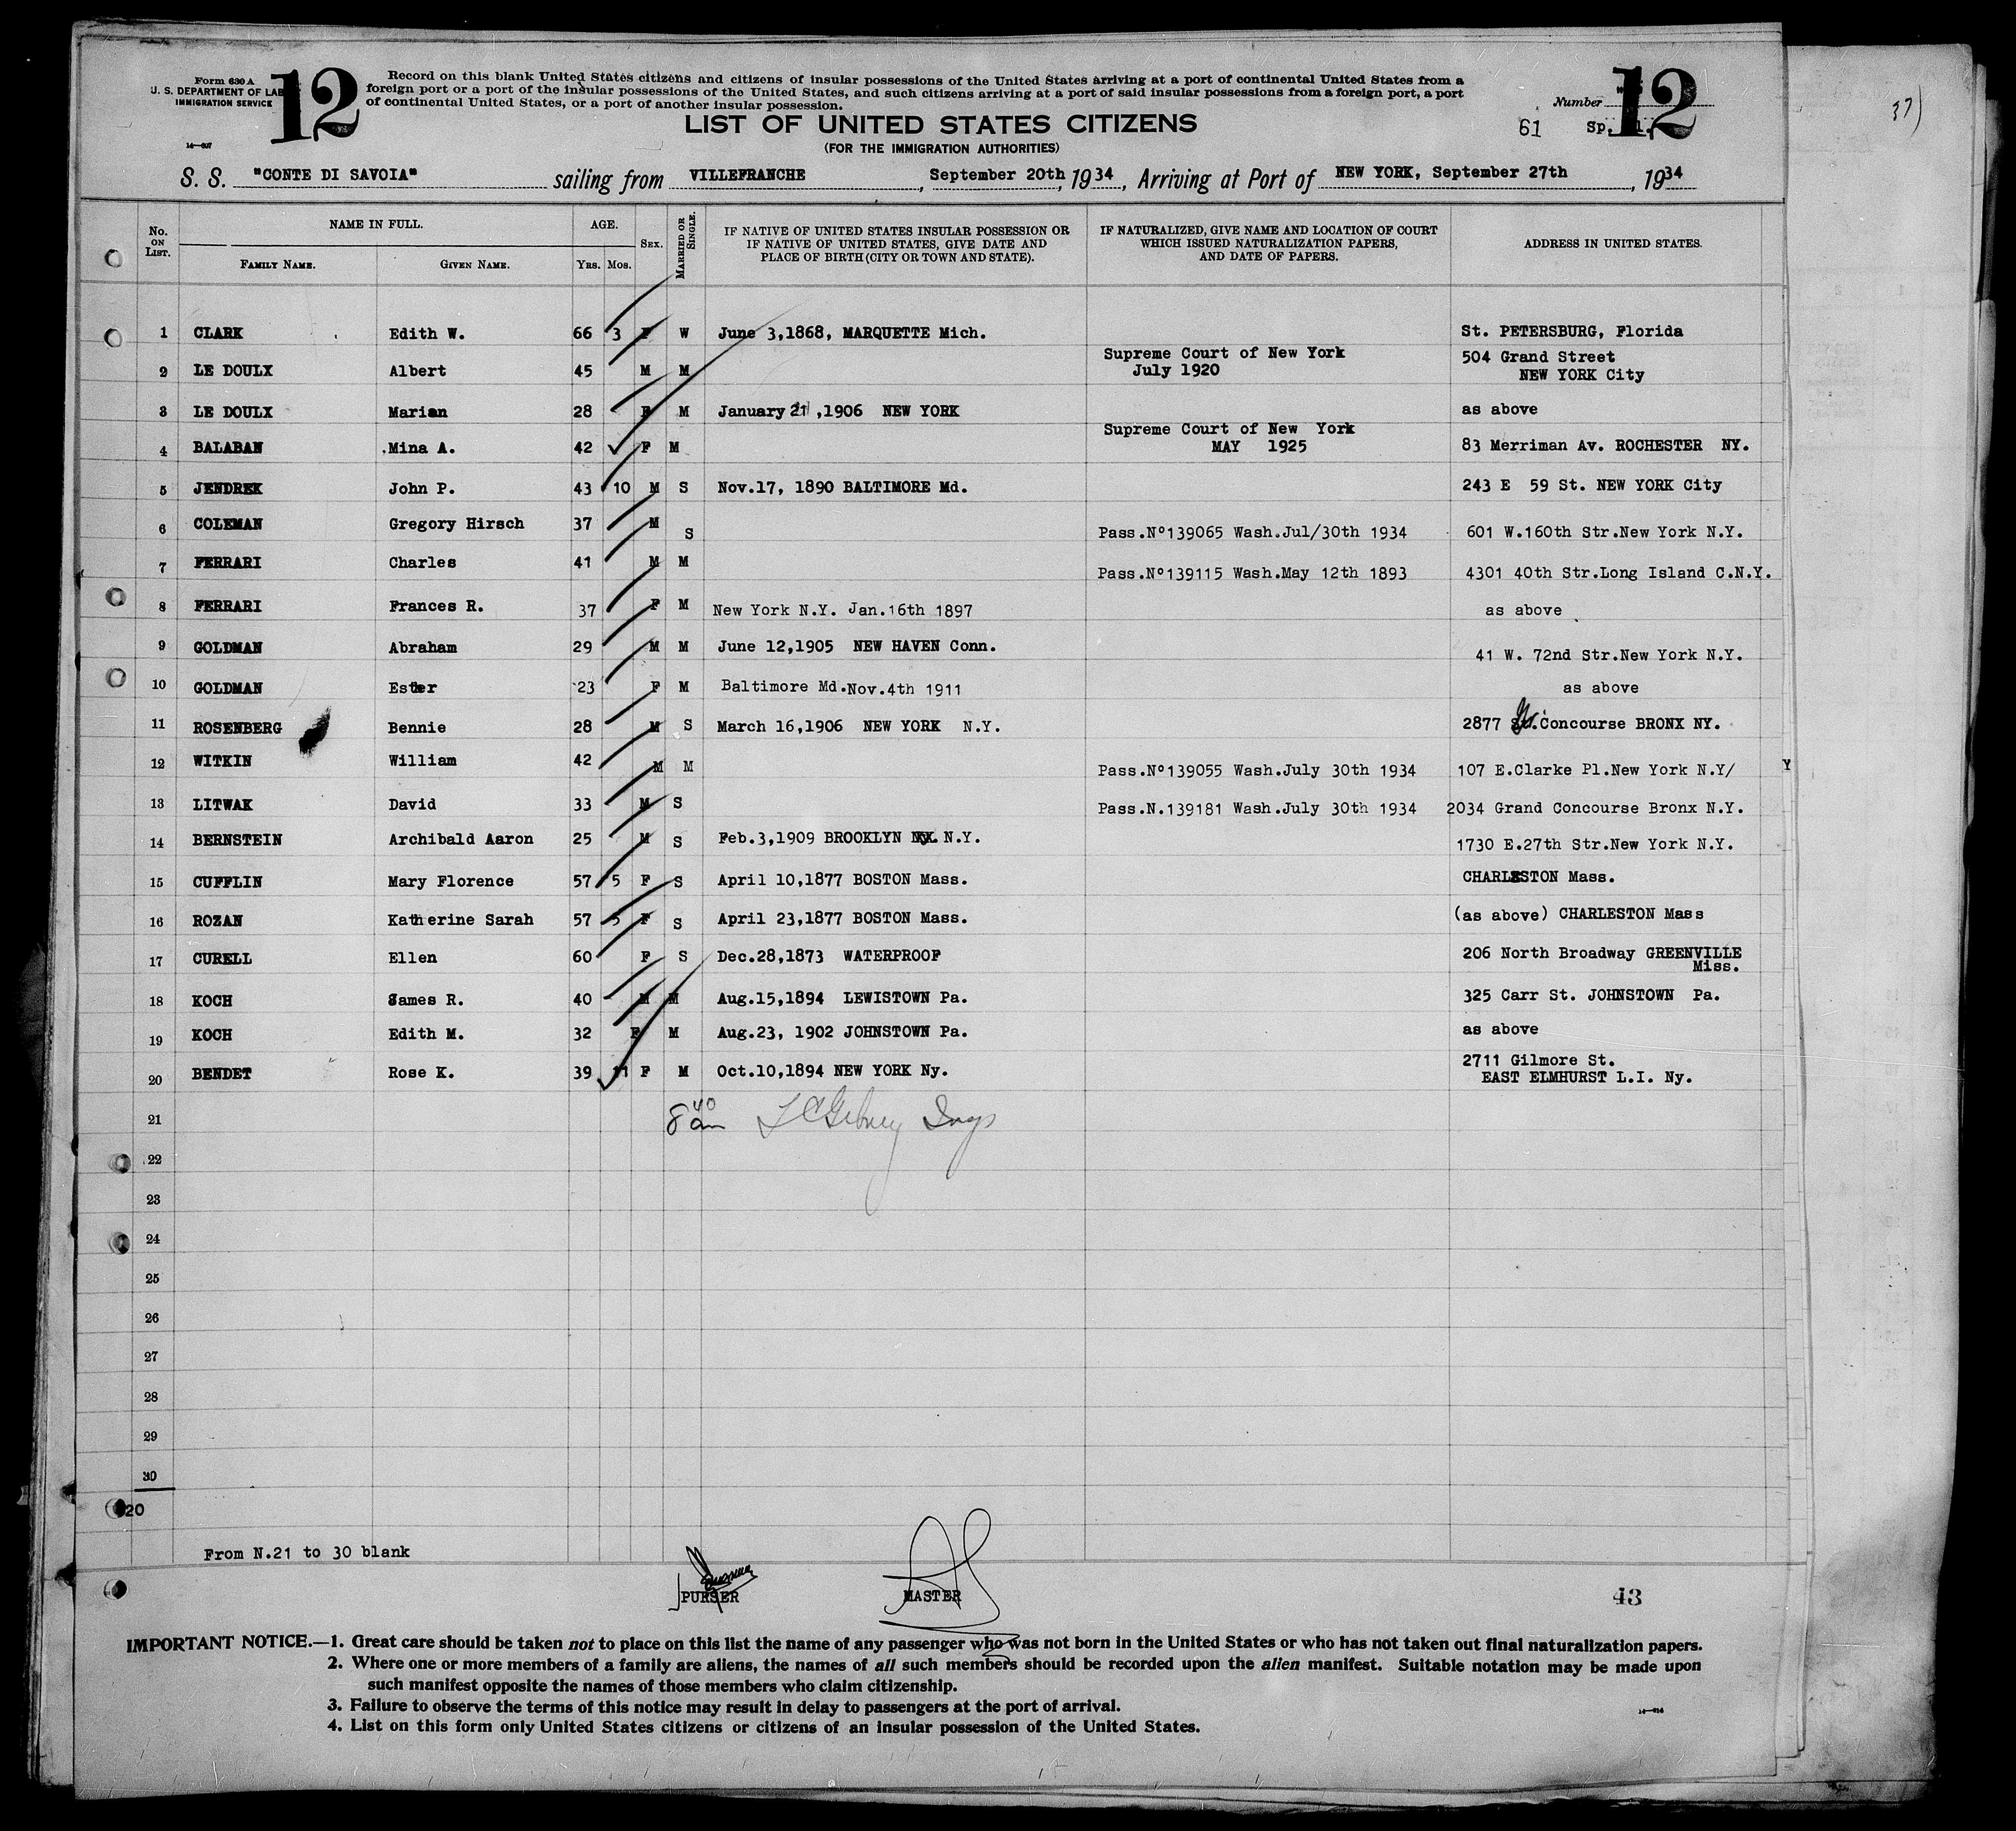 Form 630 A
U. S. DEPARTMENT OF LAB
IMMIGRATION SERVICE
12
Record on this blank United States citizens and citizens of insular possessions of the United States arriving at a port of continental United States from a
foreign port or a port of the insular possessions of the United States, and such citizens arriving at a port of said insular possessions from a foreign port, a port
of continental United States, or a port of another insular possession.
Number
12
37)
LIST OF UNITED STATES CITIZENS
61 Sp.
(FOR THE IMMIGRATION AUTHORITIES)
S. S. "CONTE DI SAVOIA" sailing from VILLEFRANCHE, September 20th, 1934, Arriving at Port of NEW YORK, September 27th, 1934
No. ON LIST. NAME IN FULL. FAMILY NAME. GIVEN NAME. AGE. YRS. MOS. SEX. MARRIED OR SINGLE. IF NATIVE OF UNITED STATES INSULAR POSSESSION OR IF NATIVE OF UNITED STATES, GIVE DATE AND PLACE OF BIRTH (CITY OR TOWN AND STATE). IF NATURALIZED, GIVE NAME AND LOCATION OF COURT WHICH ISSUED NATURALIZATION PAPERS, AND DATE OF PAPERS. ADDRESS IN UNITED STATES.
1 CLARK Edith W. 66 3 F W June 3,1868, MARQUETTE Mich. St. PETERSBURG, Florida
2 LE DOULX Albert 45 M M Supreme Court of New York July 1920 504 Grand Street NEW YORK City
3 LE DOULX Marian 28 F M January 21,1906 NEW YORK as above
4 BALABAN Mina A. 42 F M Supreme Court of New York MAY 1925 83 Merriman Av. ROCHESTER NY.
5 JENDREK John P. 43 10 M S Nov.17, 1890 BALTIMORE Md. 243 E 59 St. NEW YORK City
6 COLEMAN Gregory Hirsch 37 M S Pass.Nº139065 Wash.Jul/30th 1934 601 W.160th Str.New York N.Y.
7 FERRARI Charles 41 M M Pass.Nº139115 Wash.May 12th 1893 4301 40th Str.Long Island C.N.Y.
8 FERRARI Frances R. 37 F M New York N.Y. Jan.16th 1897 as above
9 GOLDMAN Abraham 29 M M June 12,1905 NEW HAVEN Conn. 41 W. 72nd Str.New York N.Y.
10 GOLDMAN Ester 23 F M Baltimore Md.Nov.4th 1911 as above
11 ROSENBERG Bennie 28 M S March 16,1906 NEW YORK N.Y. 2877 Gr. Concourse BRONX NY.
12 WITKIN William 42 M M Pass.Nº139055 Wash.July 30th 1934 107 E.Clarke Pl.New York N.Y/ Y
13 LITWAK David 33 M S Pass.N.139181 Wash.July 30th 1934 2034 Grand Concourse Bronx N.Y.
14 BERNSTEIN Archibald Aaron 25 M S Feb.3,1909 BROOKLYN N.Y. 1730 E.27th Str.New York N.Y.
15 CUFFLIN Mary Florence 57 5 F S April 10,1877 BOSTON Mass. CHARLESTON Mass.
16 ROZAN Katherine Sarah 57 5 F S April 23,1877 BOSTON Mass. (as above) CHARLESTON Mass
17 CURELL Ellen 60 F S Dec.28,1873 WATERPROOF 206 North Broadway GREENVILLE Miss.
18 KOCH James R. 40 M M Aug.15,1894 LEWISTOWN Pa. 325 Carr St. JOHNSTOWN Pa.
19 KOCH Edith M. 32 F M Aug.23, 1902 JOHNSTOWN Pa. as above
20 BENDET Rose K. 39 11 F M Oct.10,1894 NEW YORK Ny. 2711 Gilmore St. EAST ELMHURST L.I. Ny.
21 8 40 am
22
23
24
25
26
27
28
29
30
20
From N.21 to 30 blank
PURSER MASTER
43
IMPORTANT NOTICE.—1. Great care should be taken not to place on this list the name of any passenger who was not born in the United States or who has not taken out final naturalization papers.
2. Where one or more members of a family are aliens, the names of all such members should be recorded upon the alien manifest. Suitable notation may be made upon
such manifest opposite the names of those members who claim citizenship.
3. Failure to observe the terms of this notice may result in delay to passengers at the port of arrival.
4. List on this form only United States citizens or citizens of an insular possession of the United States.